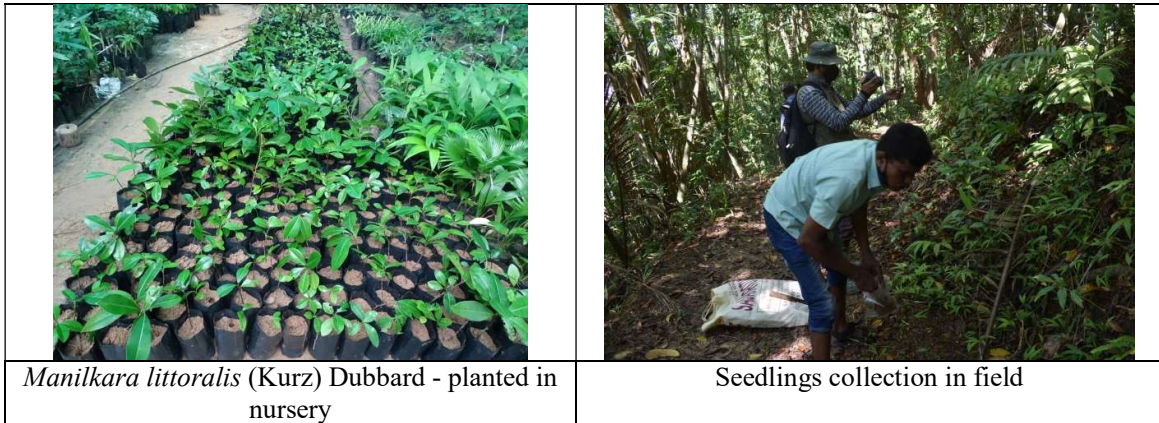 Manilkara littoralis (Kurz) Dubbard - planted in
nursery
Seedlings collection in field